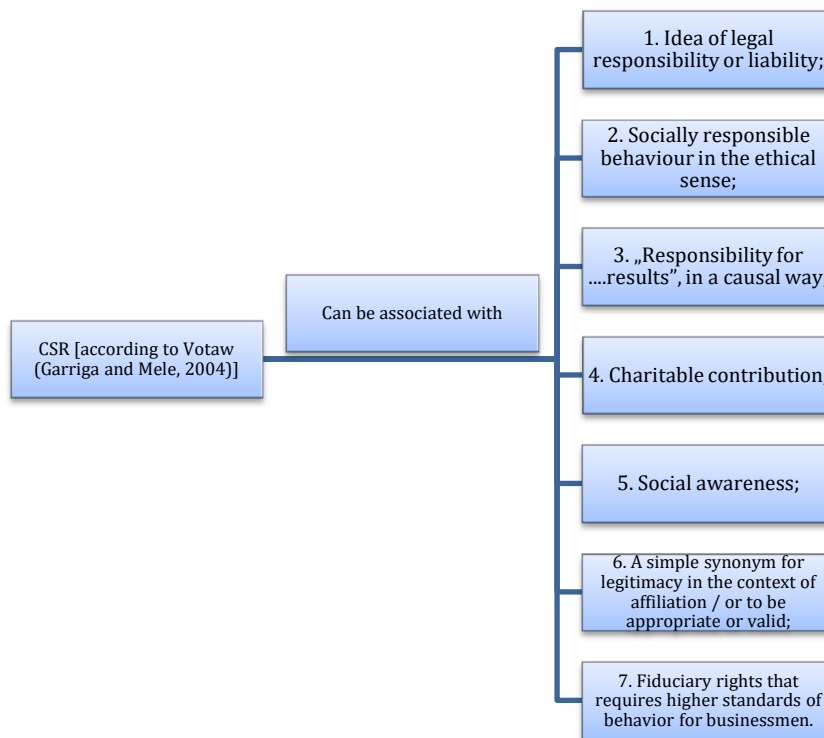 CSR [according to Votaw
(Garriga and Mele, 2004)]
Can be associated with
1. Idea of legal
responsibility or liability;
2. Socially responsible
behaviour in the ethical
sense;
3. „Responsibility for
....results”, in a causal way,
4. Charitable contribution,
5. Social awareness;
6. A simple synonym for
legitimacy in the context of
affiliation / or to be
appropriate or valid;
7. Fiduciary rights that
requires higher standards of
behavior for businessmen.